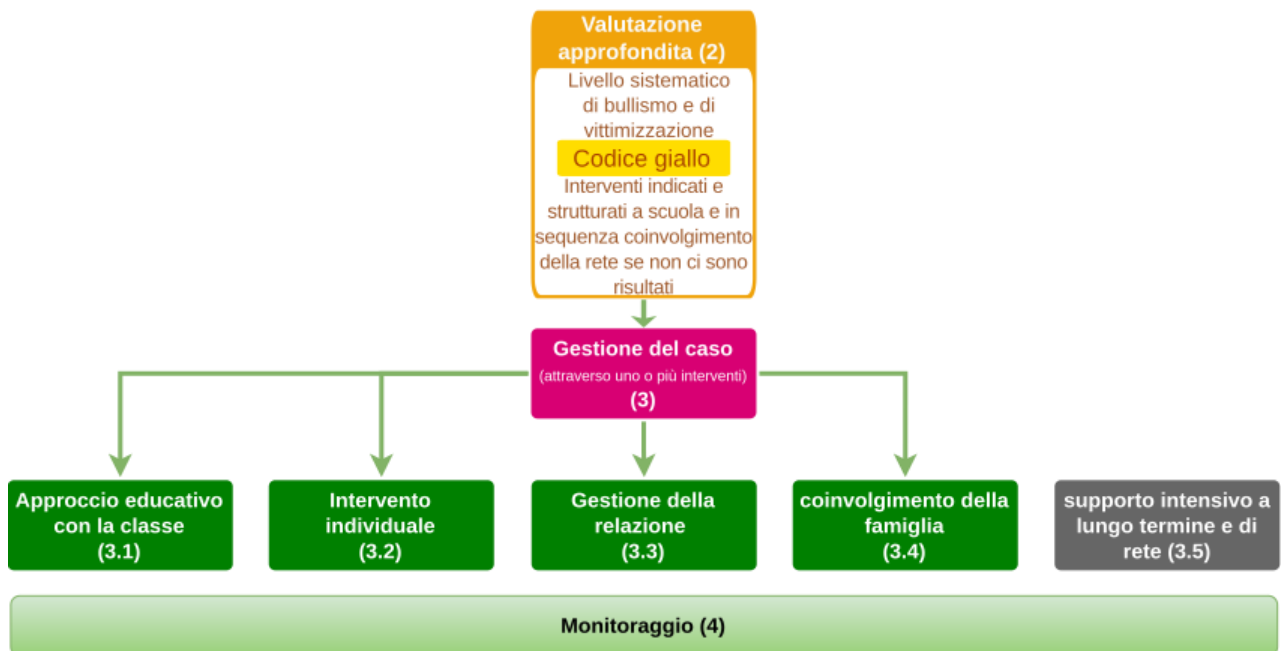 Valutazione
approfondita (2)
Livello sistematico
di bullismo e di
vittimizzazione
Codice giallo
Interventi indicati e
strutturati a scuola e in
sequenza coinvolgimento
della rete se non ci sono
risultati
Gestione del caso
(attraverso uno o più interventi)
(3)
Approccio educativo
con la classe
(3.1)
Intervento
individuale
(3.2)
Gestione della
relazione
(3.3)
coinvolgimento della
famiglia
(3.4)
supporto intensivo a
lungo termine e di
rete (3.5)
Monitoraggio (4)